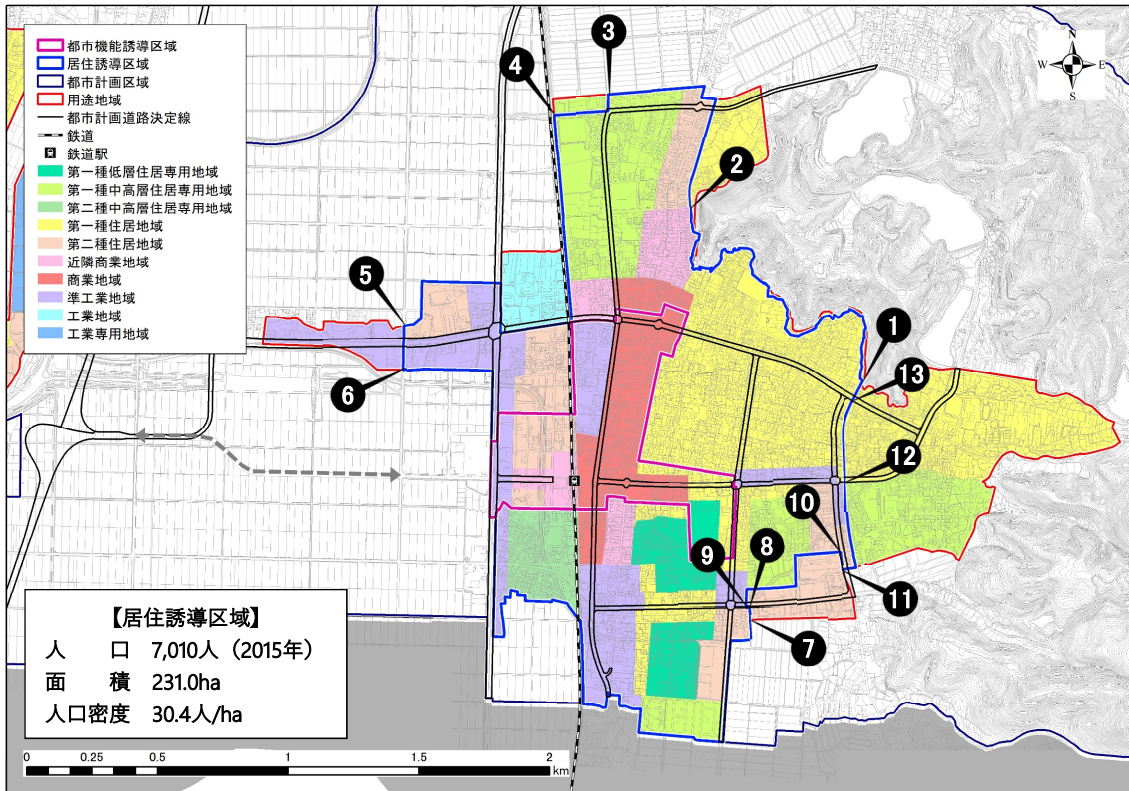 都市機能誘導区域
居住誘導区域
都市計画区域
用途地域
都市計画道路決定線
鉄道
鉄道駅
第一種低層住居専用地域
第一種中高層住居専用地域
第二種中高層住居専用地域
第一種住居地域
第二種住居地域
近隣商業地域
商業地域
準工業地域
工業地域
工業専用地域
N
W E
S
3
4
2
5
1
13
6
12
10
9 8
11
7
【居住誘導区域】
人 口 7,010人（2015年）
面 積 231.0ha
人口密度 30.4人/ha
0 0.25 0.5 1 1.5 2
km